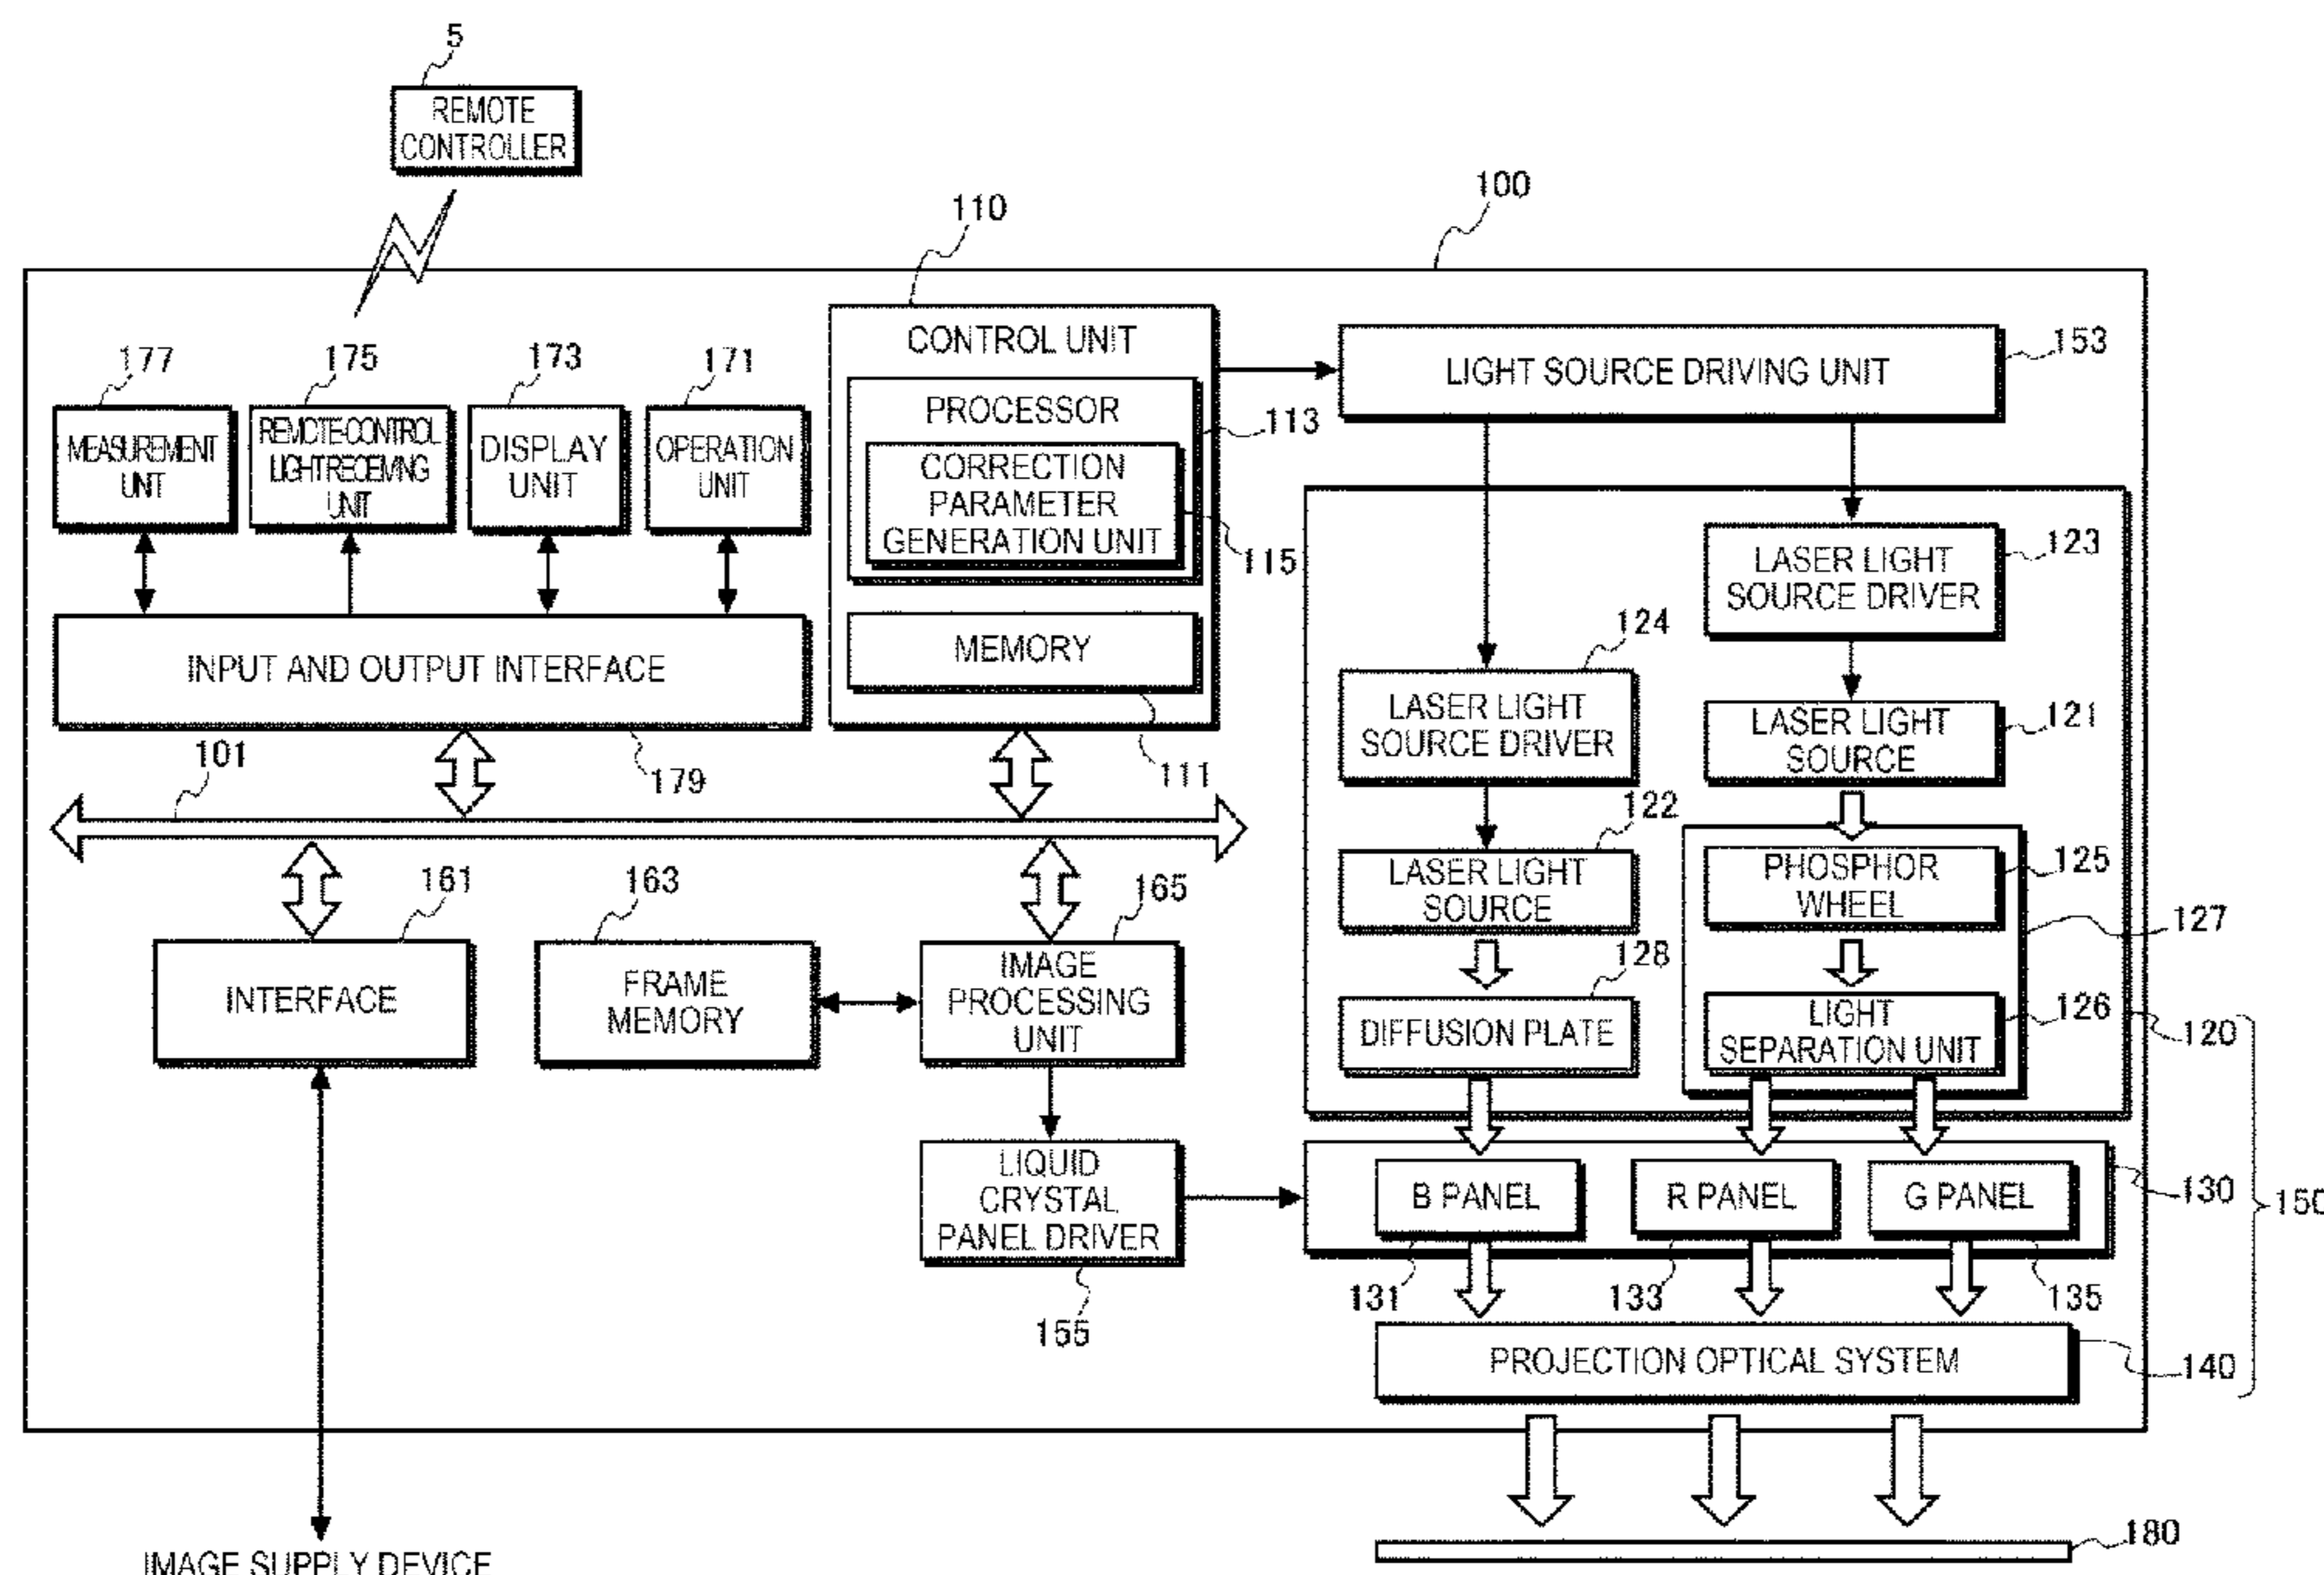 5
REMOTE
CONTROLLER
100
110
CONTROL UNIT
153
LIGHT SOURCE DRIVING UNIT
177
175
173
171
PROCESSOR
113
MEASUREMENT
UNIT
REMOTE-CONTROL
LIGHT RECEIVING
UNIT
DISPLAY
UNIT
OPERATION
UNIT
CORRECTION
PARAMETER
GENERATION UNIT
115
LASER LIGHT
SOURCE DRIVER
123
INPUT AND OUTPUT INTERFACE
MEMORY
124
LASER LIGHT
SOURCE DRIVER
LASER LIGHT
SOURCE
121
101
179
111
122
LASER LIGHT
SOURCE
PHOSPHOR
WHEEL
125
127
161
163
165
128
INTERFACE
FRAME
MEMORY
IMAGE
PROCESSING
UNIT
DIFFUSION PLATE
LIGHT
SEPARATION UNIT
126
120
LIQUID
CRYSTAL
PANEL DRIVER
B PANEL
R PANEL
G PANEL
130
150
131
133
135
155
PROJECTION OPTICAL SYSTEM
140
180
IMAGE SUPPLY DEVICE